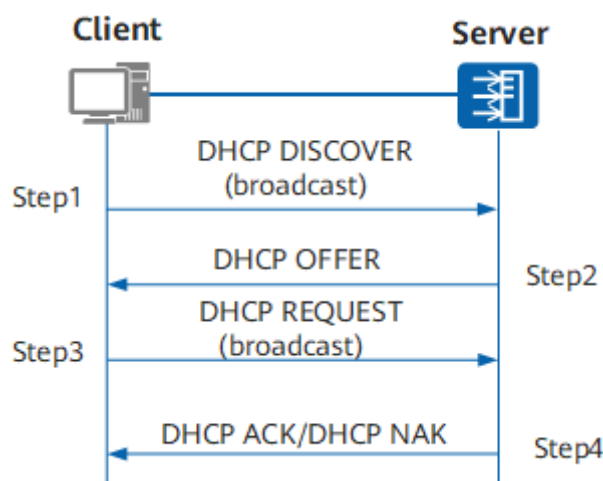 Client
Server
DHCP DISCOVER
(broadcast)
Step1
DHCP OFFER
Step2
DHCP REQUEST
(broadcast)
Step3
DHCP ACK/DHCP NAK
Step4